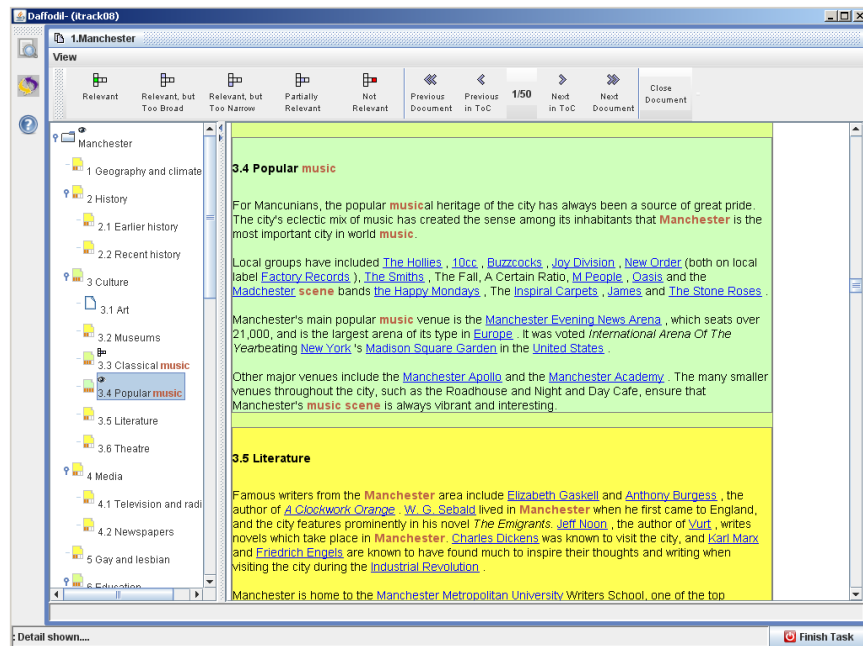 Daffodil- (itrack08)
1.Manchester
View
Relevant
Relevant, but
Too Broad
Relevant, but
Too Narrow
Partially
Relevant
Not
Relevant
Previous
Document
Previous
in ToC
1/50
Next
in ToC
Next
Document
Close
Document
Manchester
1 Geography and climate
2 History
2.1 Earlier history
2.2 Recent history
3 Culture
3.1 Art
3.2 Museums
3.3 Classical music
3.4 Popular music
3.5 Literature
3.6 Theatre
4 Media
4.1 Television and radi
4.2 Newspapers
5 Gay and lesbian
6 Education
3.4 Popular music
For Mancunians, the popular musical heritage of the city has always been a source of great pride.
The city's eclectic mix of music has created the sense among its inhabitants that Manchester is the
most important city in world music.
Local groups have included The Hollies , 10cc , Buzzcocks , Joy Division , New Order (both on local
label Factory Records ), The Smiths , The Fall, A Certain Ratio, M People , Oasis and the
Madchester scene bands the Happy Mondays , The Inspiral Carpets , James and The Stone Roses .
Manchester's main popular music venue is the Manchester Evening News Arena , which seats over
21,000, and is the largest arena of its type in Europe . It was voted International Arena Of The
Yearbeating New York 's Madison Square Garden in the United States .
Other major venues include the Manchester Apollo and the Manchester Academy . The many smaller
venues throughout the city, such as the Roadhouse and Night and Day Cafe, ensure that
Manchester's music scene is always vibrant and interesting.
3.5 Literature
Famous writers from the Manchester area include Elizabeth Gaskell and Anthony Burgess , the
author of A Clockwork Orange . W. G. Sebald lived in Manchester when he first came to England,
and the city features prominently in his novel The Emigrants. Jeff Noon , the author of Vurt , writes
novels which take place in Manchester. Charles Dickens was known to visit the city, and Karl Marx
and Friedrich Engels are known to have found much to inspire their thoughts and writing when
visiting the city during the Industrial Revolution .
Manchester is home to the Manchester Metropolitan University Writers School, one of the top
: Detail shown....
Finish Task